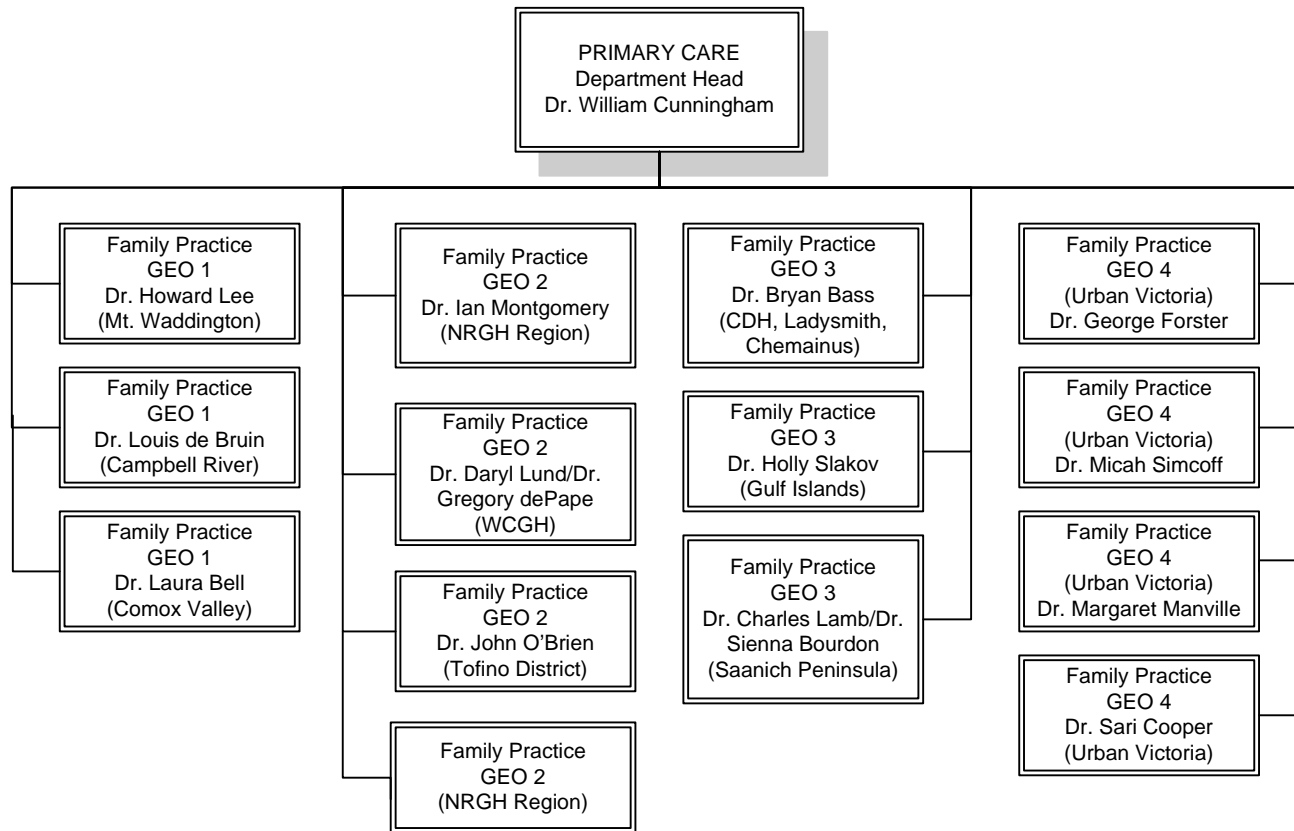 PRIMARY CARE
Department Head
Dr. William Cunningham
Family Practice
GEO 1
Dr. Howard Lee
(Mt. Waddington)
Family Practice
GEO 1
Dr. Louis de Bruin
(Campbell River)
Family Practice
GEO 1
Dr. Laura Bell
(Comox Valley)
Family Practice
GEO 2
Dr. Ian Montgomery
(NRGH Region)
Family Practice
GEO 2
Dr. Daryl Lund/Dr.
Gregory dePape
(WCGH)
Family Practice
GEO 2
Dr. John O’Brien
(Tofino District)
Family Practice
GEO 2
(NRGH Region)
Family Practice
GEO 3
Dr. Bryan Bass
(CDH, Ladysmith,
Chemainus)
Family Practice
GEO 3
Dr. Holly Slakov
(Gulf Islands)
Family Practice
GEO 3
Dr. Charles Lamb/Dr.
Sienna Bourdon
(Saanich Peninsula)
Family Practice
GEO 4
(Urban Victoria)
Dr. George Forster
Family Practice
GEO 4
(Urban Victoria)
Dr. Micah Simcoff
Family Practice
GEO 4
(Urban Victoria)
Dr. Margaret Manville
Family Practice
GEO 4
Dr. Sari Cooper
(Urban Victoria)